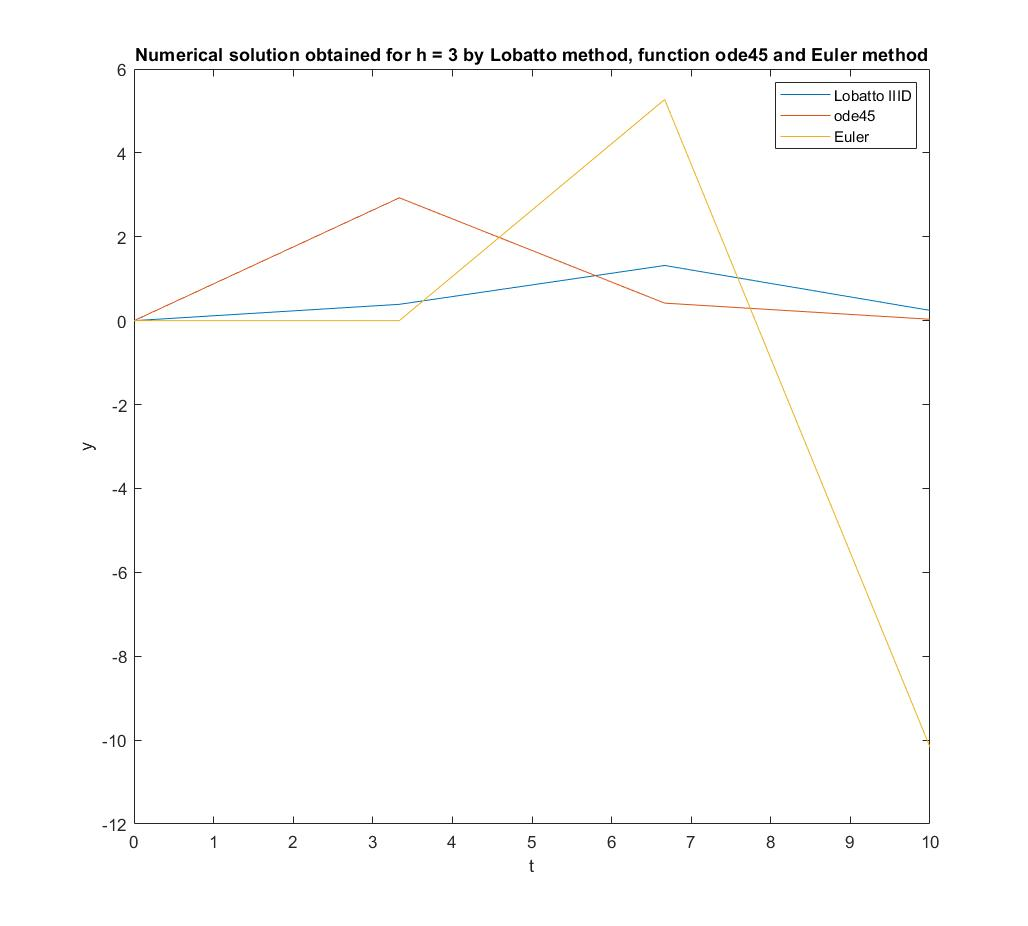 Numerical solution obtained for h = 3 by Lobatto method, function ode45 and Euler method
6
4
2
0
-2
-4
-6
-8
-10
-12
y
Lobatto IIID
ode45
Euler
0 1 2 3 4 5 6 7 8 9 10
t